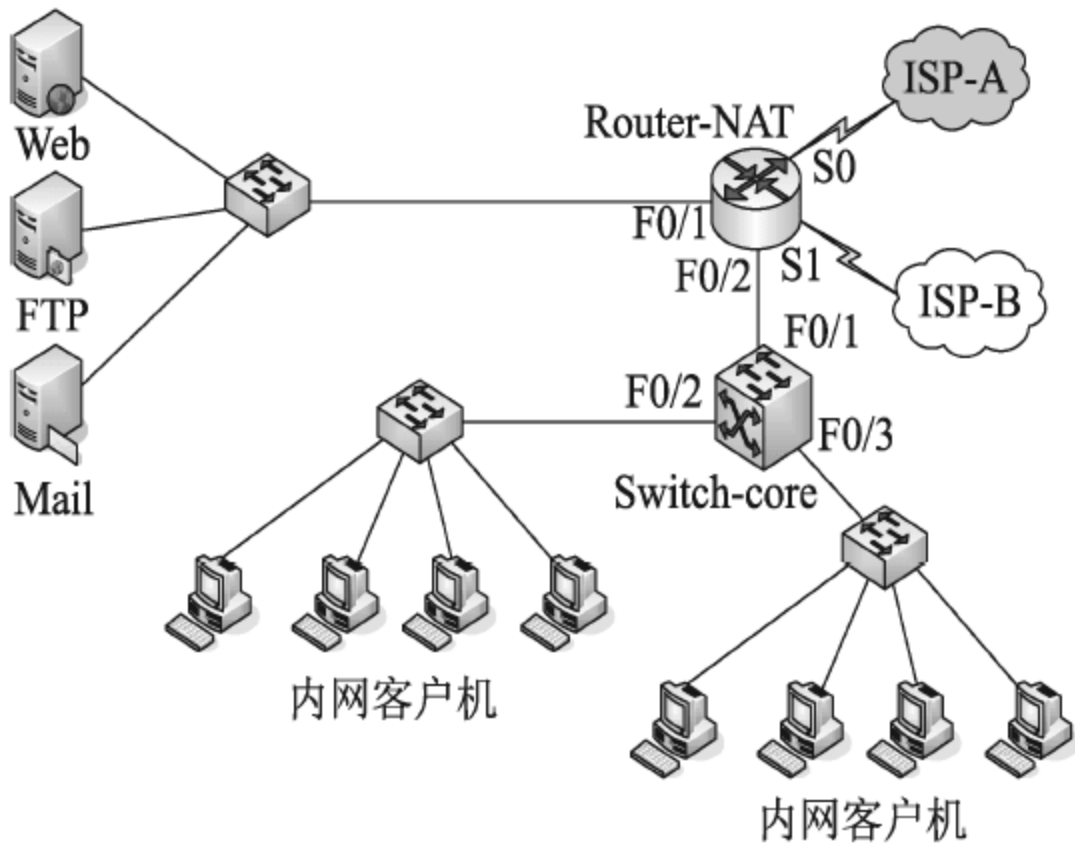 Web
FTP
Mail
Router-NAT
ISP-A
S0
F0/1
F0/2
S1
ISP-B
F0/1
F0/2
F0/3
Switch-core
内网客户机
内网客户机